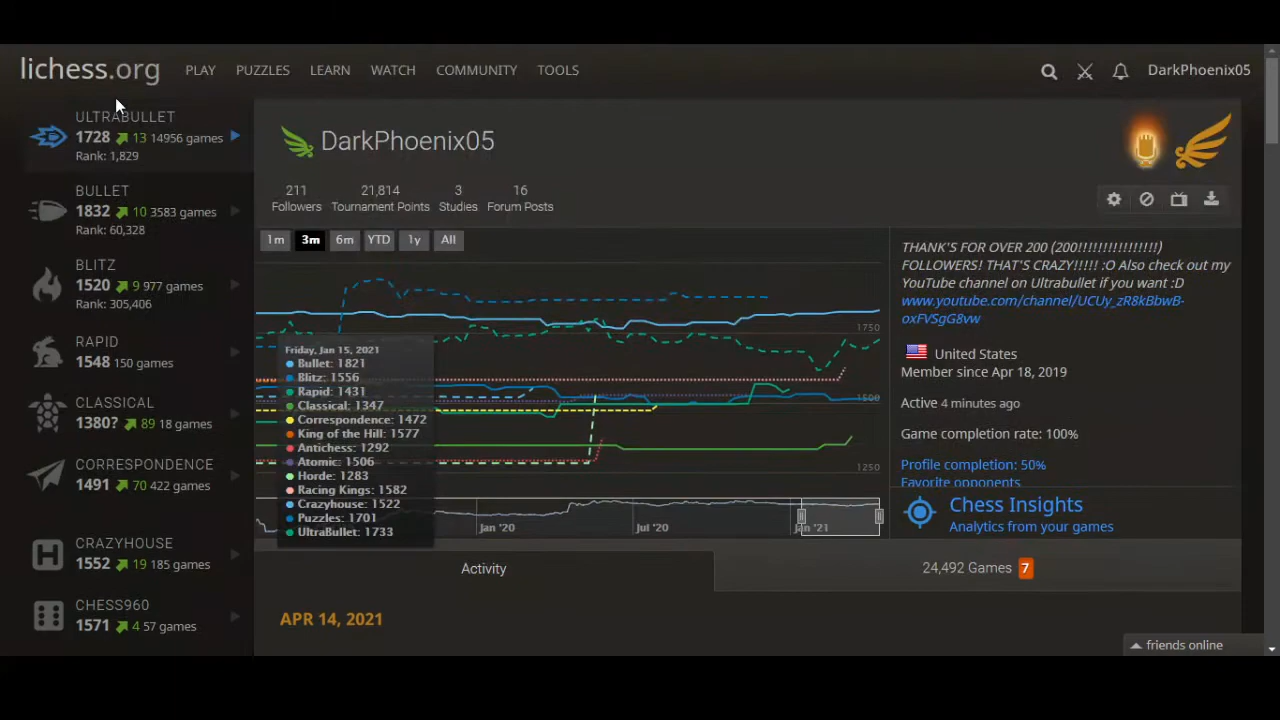 lichess.org
PLAY
PUZZLES
LEARN
WATCH
COMMUNITY
TOOLS
DarkPhoenix05
ULTRABULLET
1728 13 14956 games
Rank: 1,829
BULLET
1832 10 3583 games
Rank: 60,328
BLITZ
1520 9 977 games
Rank: 305,406
RAPID
1548 150 games
CLASSICAL
1380? 89 18 games
CORRESPONDENCE
1491 70 422 games
CRAZYHOUSE
1552 19 185 games
CHESS960
1571 4 57 games
DarkPhoenix05
211 21,814 3 16
Followers Tournament Points Studies Forum Posts
1m 3m 6m YTD 1y All
1750
1500
1250
Friday, Jan 15, 2021
Bullet: 1821
Blitz: 1556
Rapid: 1431
Classical: 1347
Correspondence: 1472
King of the Hill: 1577
Antichess: 1292
Atomic: 1506
Horde: 1283
Racing Kings: 1582
Crazyhouse: 1522
Puzzles: 1701
UltraBullet: 1733
Jan '20 Jul '20 Jan '21
THANK'S FOR OVER 200 (200!!!!!!!!!!!!!!!!)
FOLLOWERS! THAT'S CRAZY!!!!! :O Also check out my
YouTube channel on Ultrabullet if you want :D
www.youtube.com/channel/UCUy_zR8kBbwB-
oxFVSgG8vw
United States
Member since Apr 18, 2019
Active 4 minutes ago
Game completion rate: 100%
Profile completion: 50%
Favorite opponents
Chess Insights
Analytics from your games
Activity
24,492 Games 7
APR 14, 2021
friends online